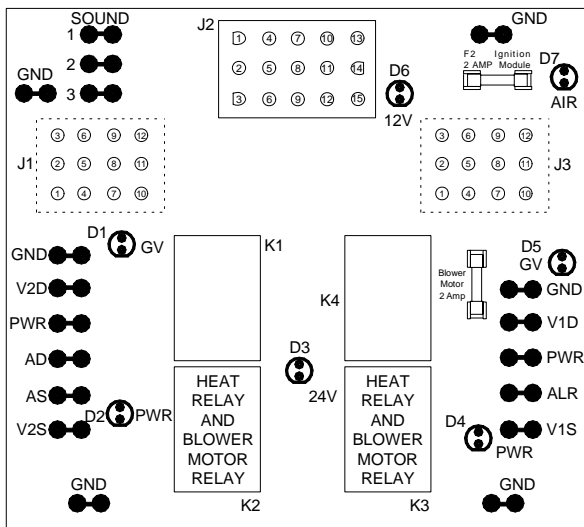 SOUND
1
2
GND
3
J2
1 4 7 10 13
2 5 8 11 14
3 6 9 12 15
D6
12V
GND
F2 Ignition
2 AMP Module
D7
AIR
J1
3 6 9 12
2 5 8 11
1 4 7 10
3 6 9 12
2 5 8 11
1 4 7 10
J3
D1
GV
GND
V2D
PWR
AD
AS
V2S
D2
PWR
GND
K1
HEAT
RELAY
AND
BLOWER
MOTOR
RELAY
K2
D3
24V
K4
HEAT
RELAY
AND
BLOWER
MOTOR
RELAY
K3
Blower
Motor
2 Amp
D5
GV
GND
V1D
PWR
ALR
V1S
D4
PWR
GND